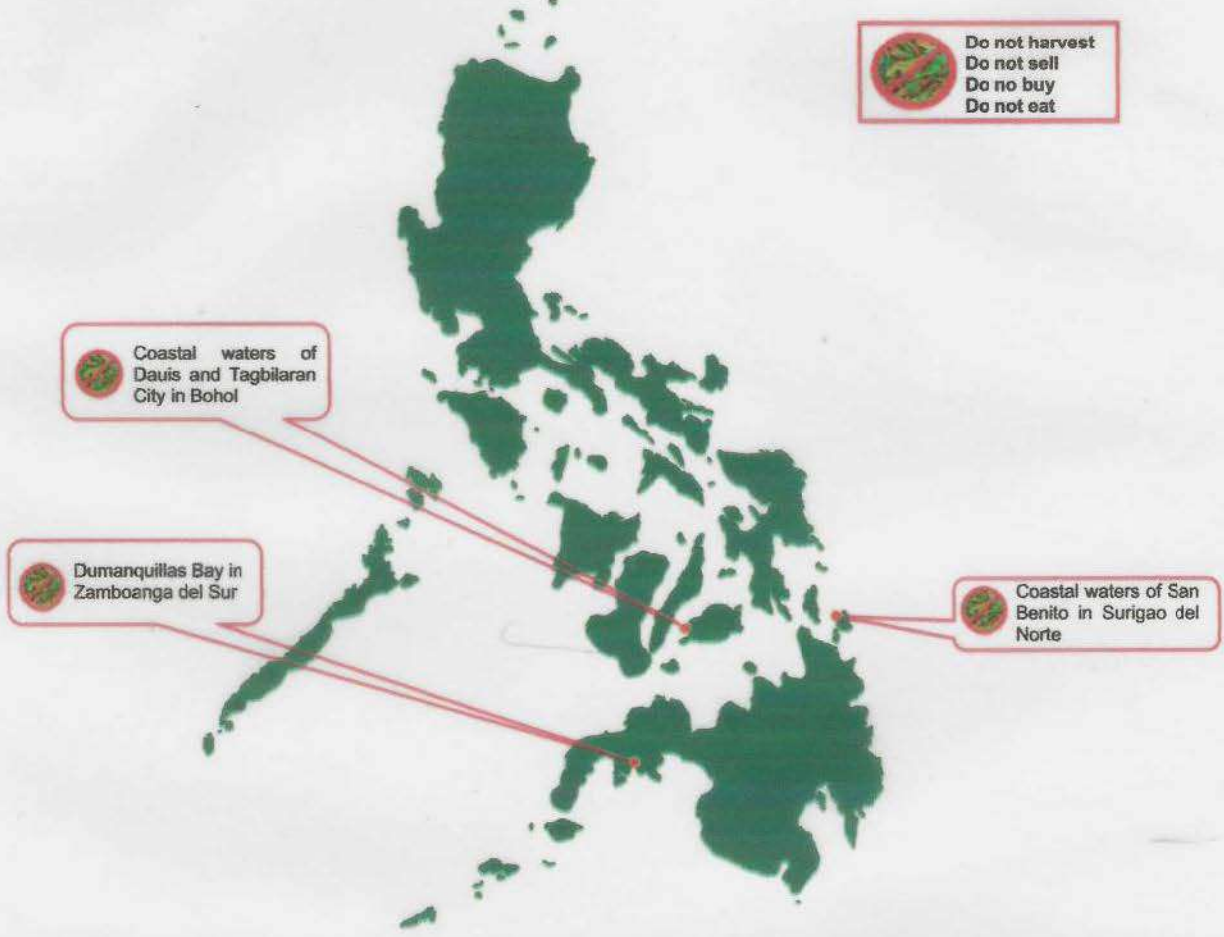 Do not harvest
Do not sell
Do no buy
Do not eat
Coastal waters of
Dauis and Tagbilaran
City in Bohol
Dumanquillas Bay in
Zamboanga del Sur
Coastal waters of San
Benito in Surigao del
Norte